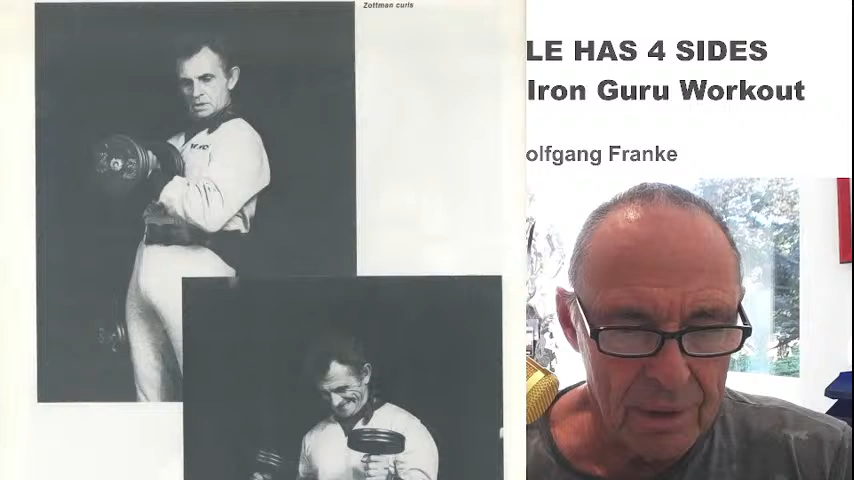 Zottman curls
LE HAS 4 SIDES
Iron Guru Workout
olfgang Franke